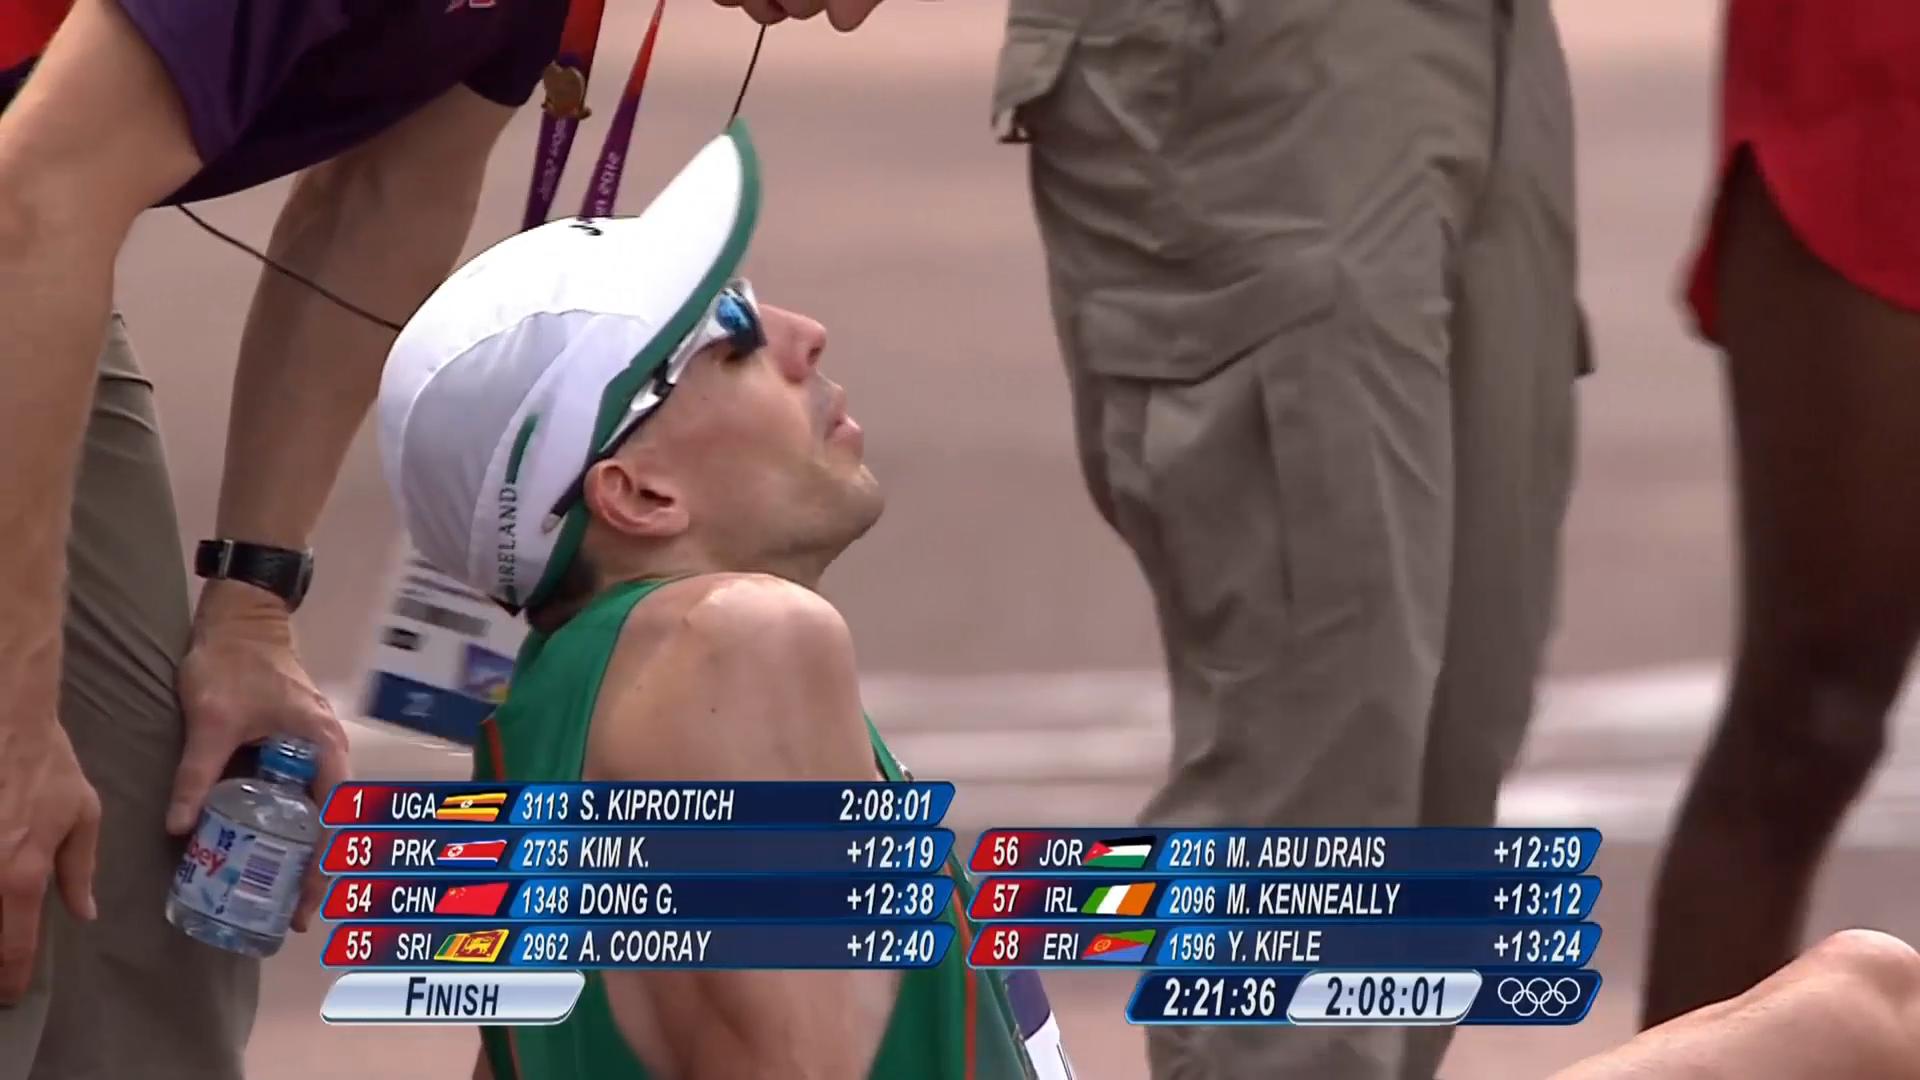 IRELAND
1 UGA 3113 S. KIPROTICH 2:08:01
53 PRK 2735 KIM K. +12:19
54 CHN 1348 DONG G. +12:38
55 SRI 2962 A. COORAY +12:40
56 JOR 2216 M. ABU DRAIS +12:59
57 IRL 2096 M. KENNEALLY +13:12
58 ERI 1596 Y. KIFLE +13:24
FINISH
2:21:36 2:08:01